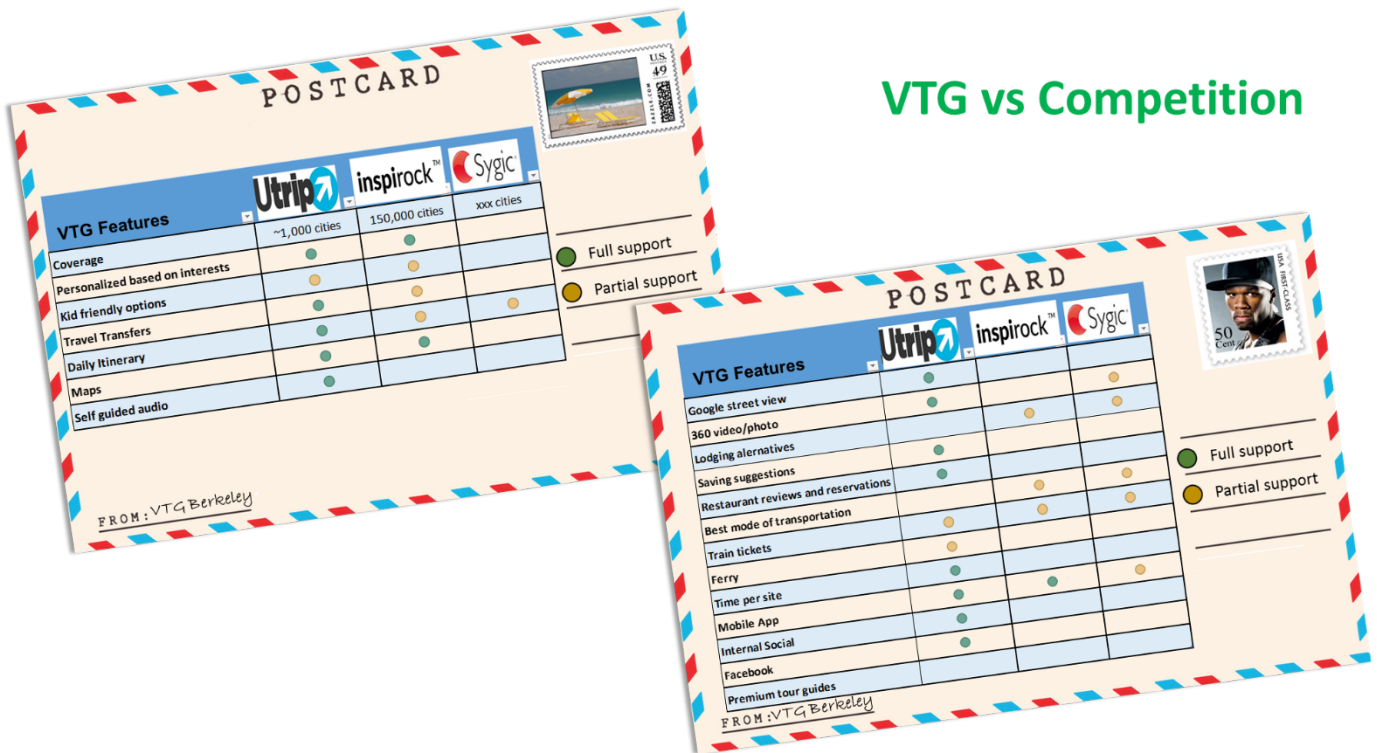 VTG vs Competition
POSTCARD
U.S.
49
ZAZZLE.COM
VTG Features Utrip inspirock™ Sygic
Coverage ~1,000 cities 150,000 cities xxx cities
Personalized based on interests
Kid friendly options
Travel Transfers
Daily Itinerary
Maps
Self guided audio
Full support
Partial support
FROM: VTG Berkeley
POSTCARD
USA FIRST-CLASS
50
Cent
VTG Features Utrip inspirock™ Sygic
Google street view
360 video/photo
Lodging alernatives
Saving suggestions
Restaurant reviews and reservations
Best mode of transportation
Train tickets
Ferry
Time per site
Mobile App
Internal Social
Facebook
Premium tour guides
Full support
Partial support
FROM: VTG Berkeley